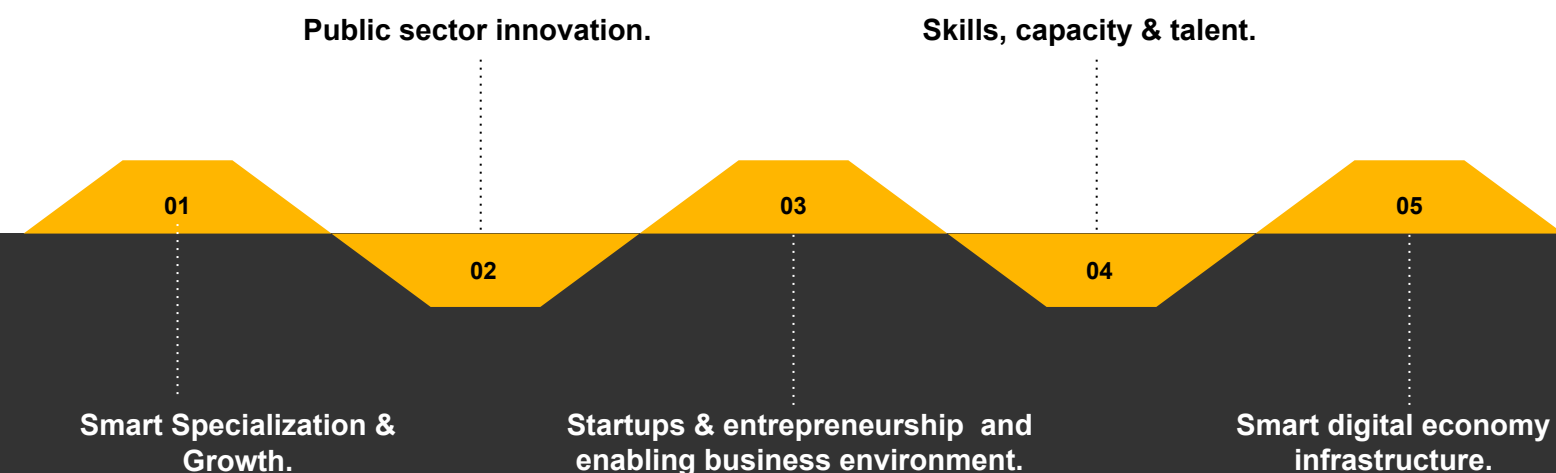 Public sector innovation.
Skills, capacity & talent.
01
03
05
02
04
Smart Specialization &
Growth.
Startups & entrepreneurship  and
enabling business environment.
Smart digital economy
infrastructure.